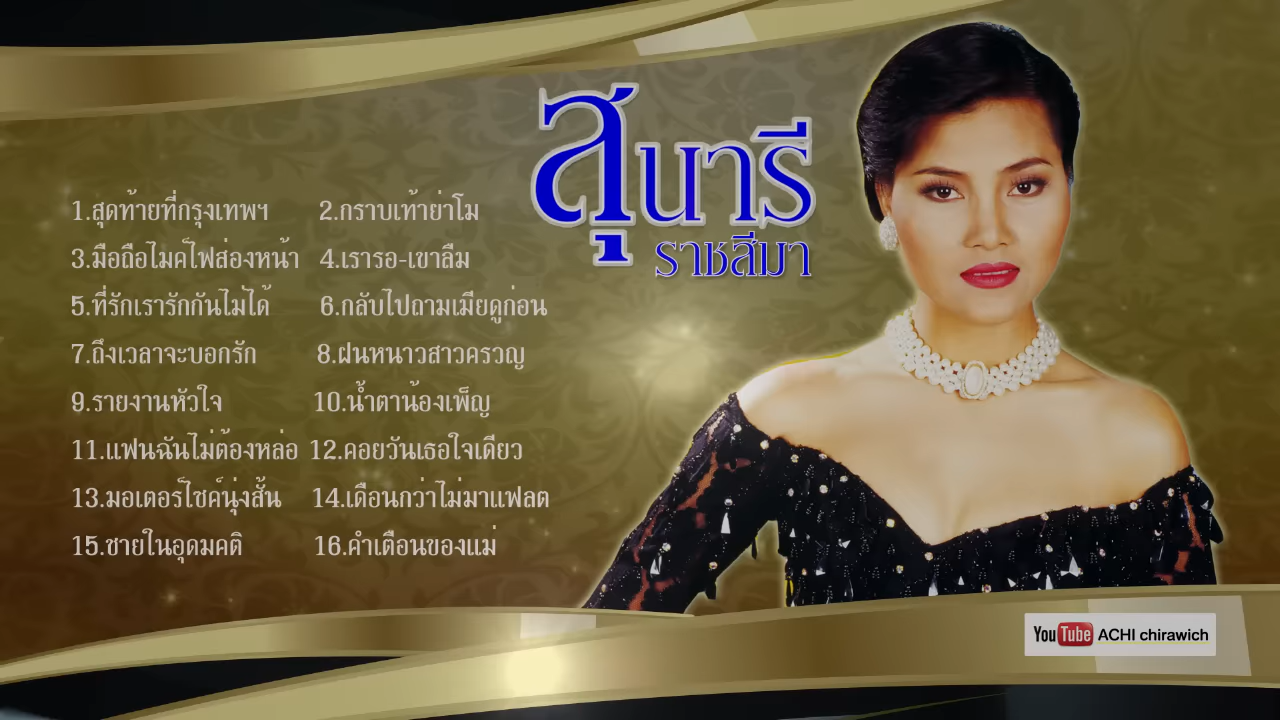 สุนารี
ราชสีมา
1.สุดท้ายที่กรุงเทพฯ 2.กราบเท้าย่าโม
3.มือถือไมค์ไฟส่องหน้า 4.เรารอ-เขาลืม
5.ที่รักเรารักกันไม่ได้ 6.กลับไปถามเมียดูก่อน
7.ถึงเวลาจะบอกรัก 8.ฝนหนาวสาวครวญ
9.รายงานหัวใจ 10.น้ำตาน้องเพ็ญ
11.แฟนฉันไม่ต้องหล่อ 12.คอยวันเธอใจเดียว
13.มอเตอร์ไซค์นุ่งสั้น 14.เดือนกว่าไม่มาแฟลต
15.ชายในอุดมคติ 16.คำเตือนของแม่
YouTube ACHI chirawich